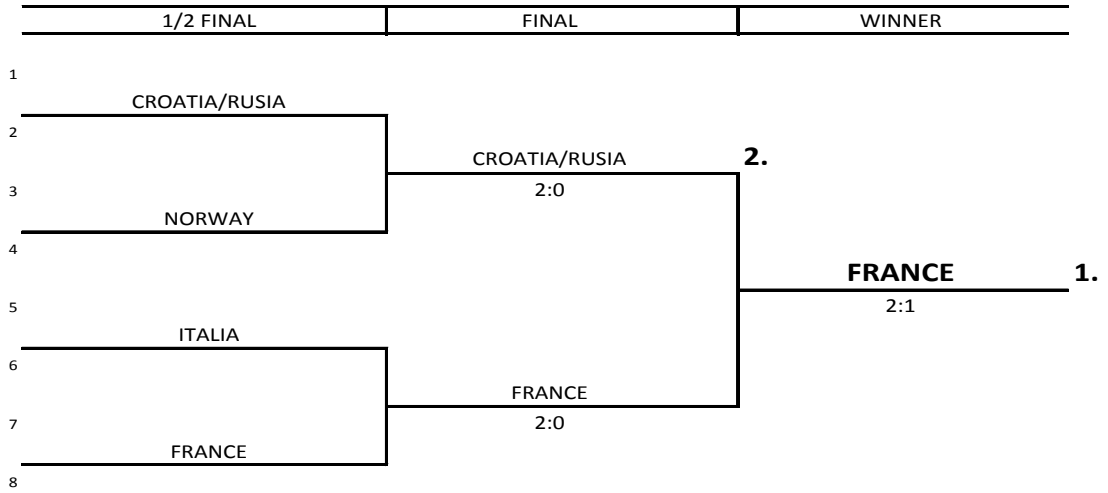 1/2 FINAL FINAL WINNER
1
CROATIA/RUSIA
2
CROATIA/RUSIA 2.
3 2:0
NORWAY
4
FRANCE 1.
5 2:1
ITALIA
6
FRANCE
7 2:0
FRANCE
8